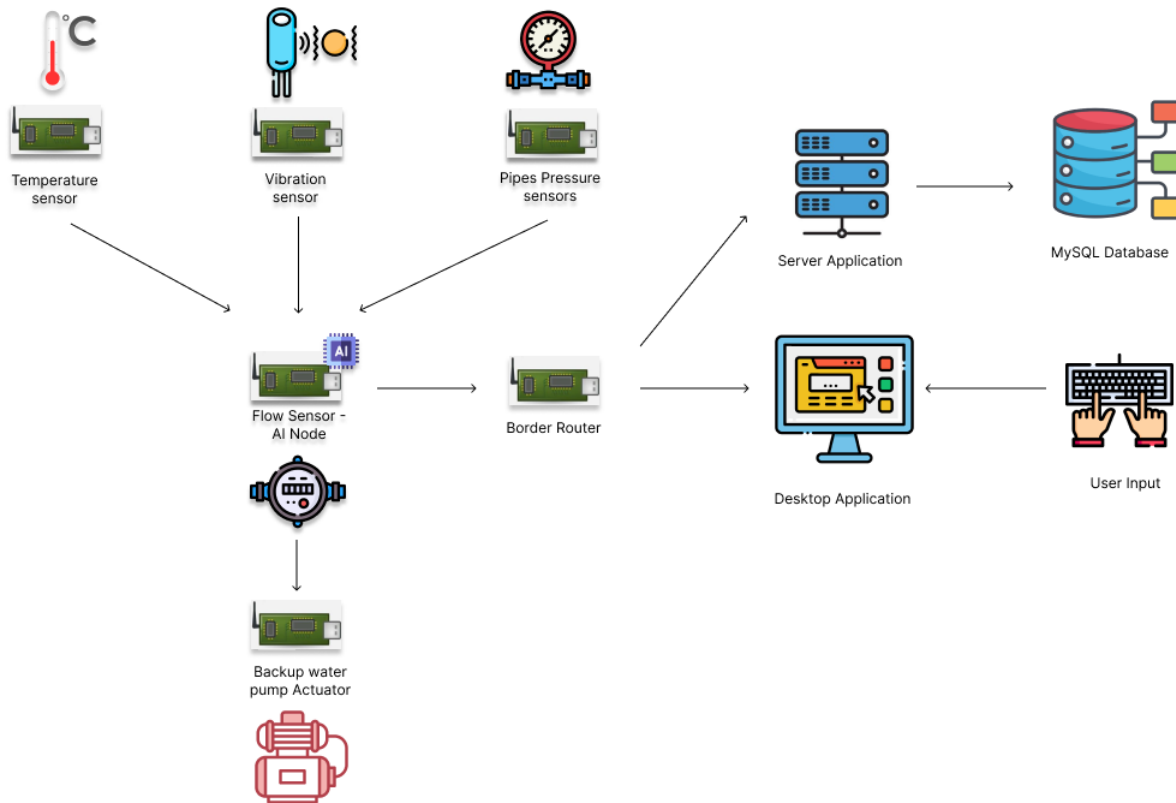 °C
Temperature
sensor
Vibration
sensor
Pipes Pressure
sensors
Server Application
MySQL Database
AI
Flow Sensor -
AI Node
Border Router
Desktop Application
User Input
Backup water
pump Actuator